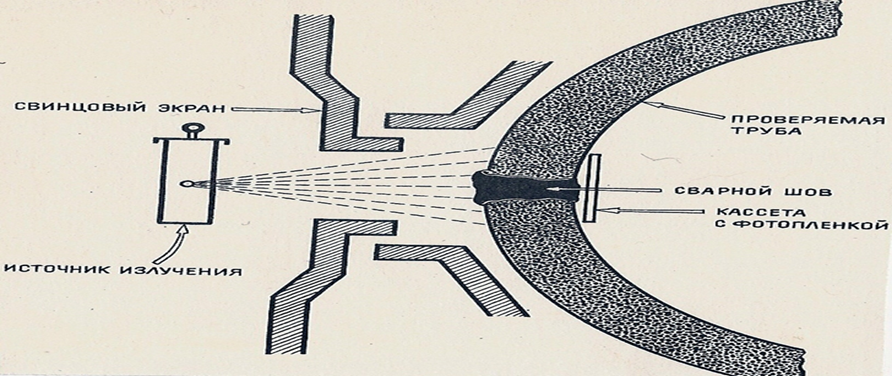 СВИНЦОВЫЙ ЭКРАН
ПРОВЕРЯЕМАЯ
ТРУБА
СВАРНОЙ ШОВ
КАССЕТА
С ФОТОПЛЕНКОЙ
ИСТОЧНИК ИЗЛУЧЕНИЯ